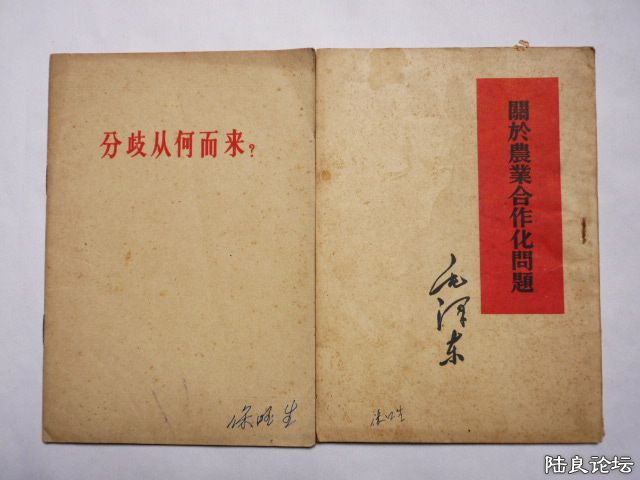 分歧从何而来?
關於農業合作化問題
毛泽东
陆良论坛